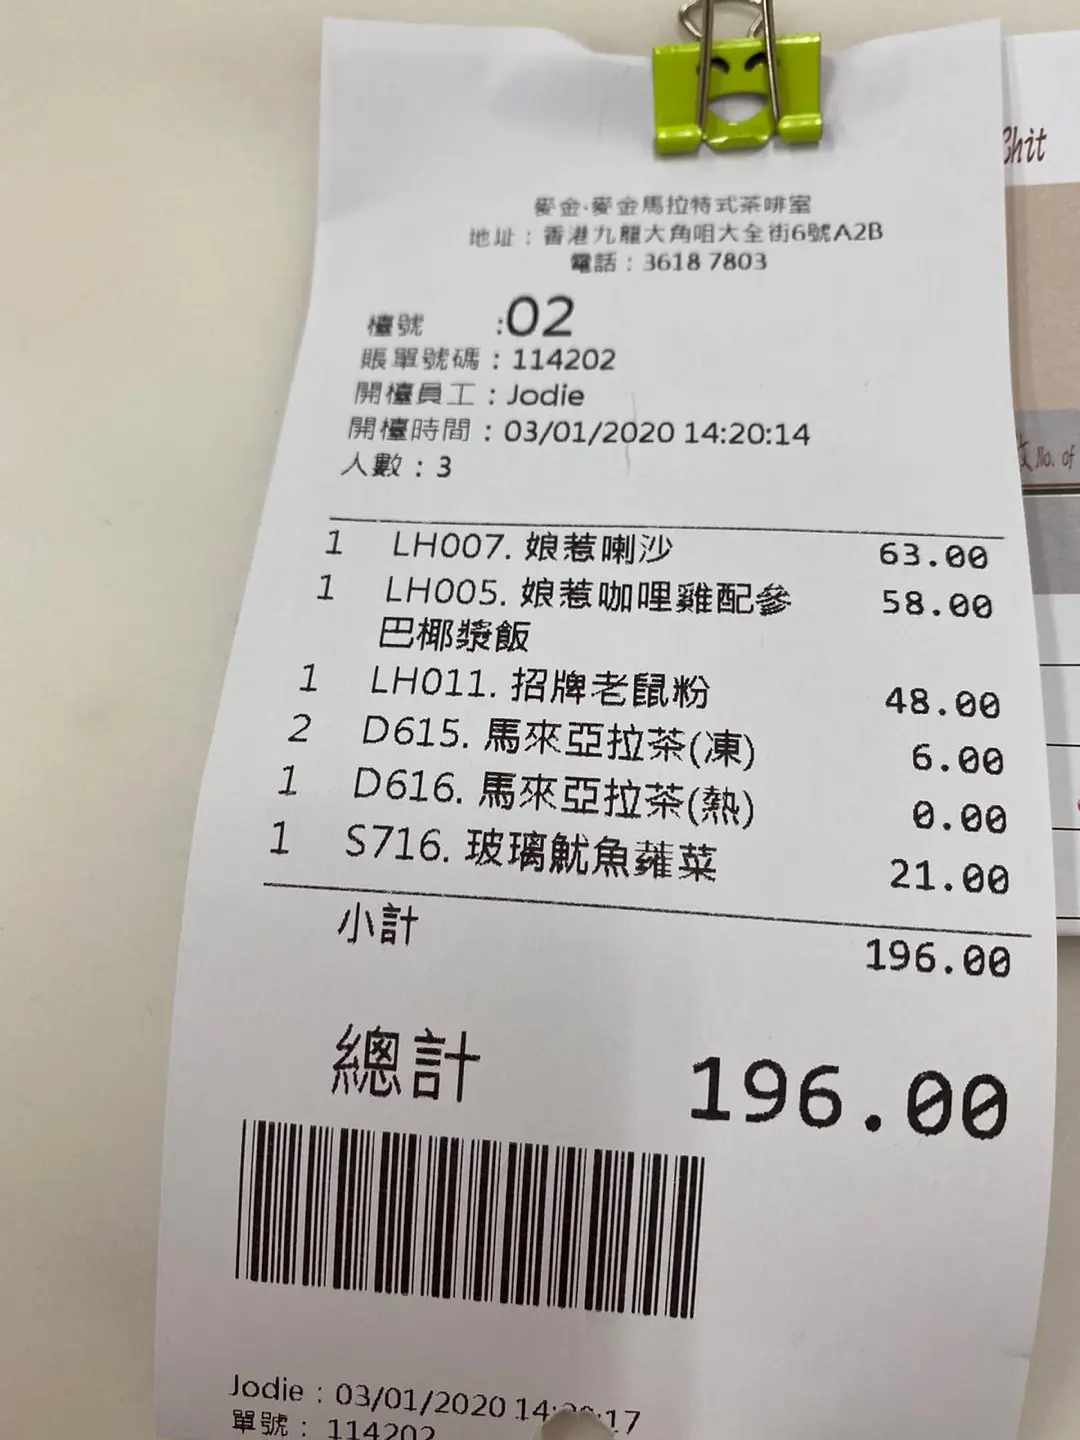 Chit
麥金·麥金馬拉特式茶啡室
地址：香港九龍大角咀大全街6號A2B
電話：3618 7803
檯號 :02
賬單號碼：114202
開檯員工：Jodie
開檯時間：03/01/2020 14:20:14
人數：3
No. of
1 LH007. 娘惹喇沙 63.00
1 LH005. 娘惹咖哩雞配參 58.00
巴椰漿飯
1 LH011. 招牌老鼠粉 48.00
2 D615. 馬來亞拉茶(凍) 6.00
1 D616. 馬來亞拉茶(熱) 0.00
1 S716. 玻璃魷魚蕹菜 21.00
小計 196.00
總計 196.00
Jodie：03/01/2020 14: :17
單號：114202